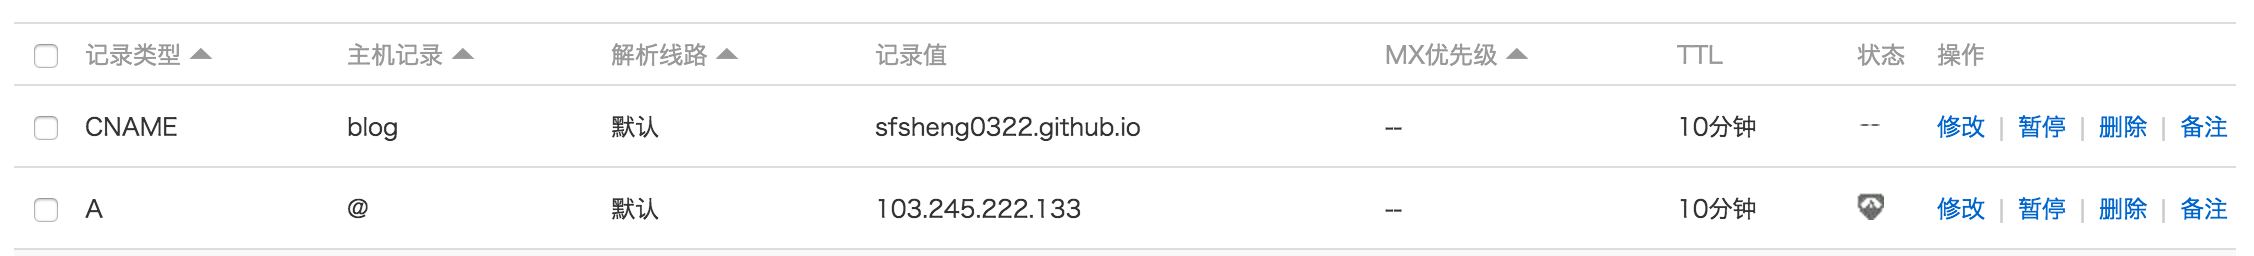 记录类型 主机记录 解析线路 记录值 MX优先级 TTL 状态 操作
CNAME blog 默认 sfsheng0322.github.io -- 10分钟 -- 修改 | 暂停 | 删除 | 备注
A @ 默认 103.245.222.133 -- 10分钟 修改 | 暂停 | 删除 | 备注